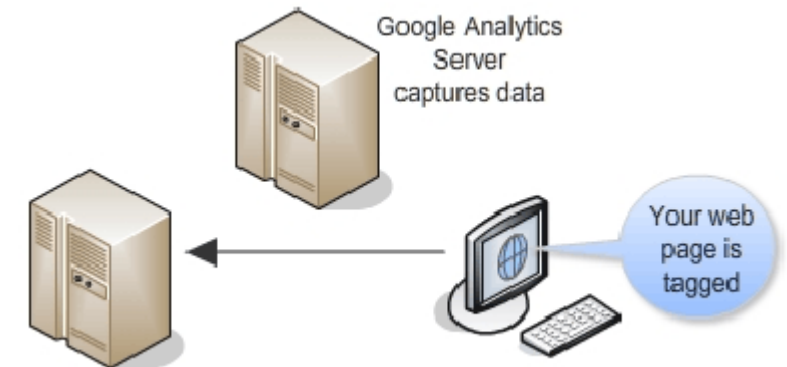 Google Analytics
Server
captures data
Your web
page is
tagged